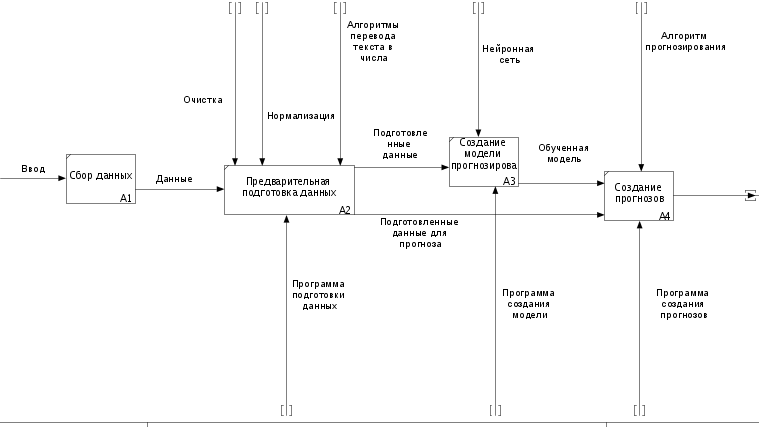 Алгоритмы
перевода
текста в
числа
Нейронная
сеть
Алгоритм
прогнозирования
Очистка
Нормализация
Подготовле
нные
данные
Создание
модели
прогнозирова
A3
Обученная
модель
Ввод
Сбор данных
A1
Данные
Предварительная
подготовка данных
A2
Создание
прогнозов
A4
Подготовленные
данные для
прогноза
Программа
подготовки
данных
Программа
создания
модели
Программа
создания
прогнозов